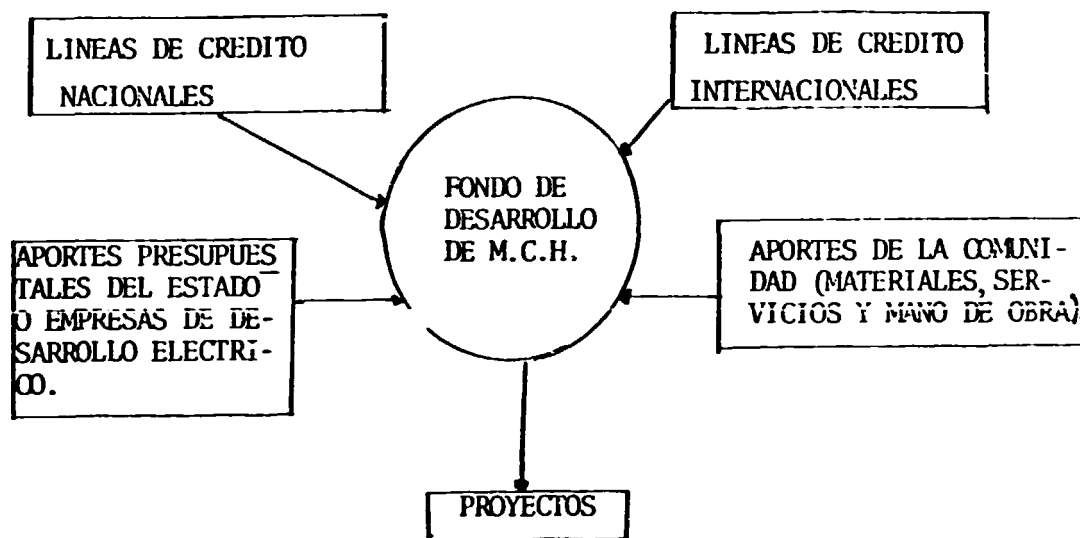 LINEAS DE CREDITO
NACIONALES
LINEAS DE CREDITO
INTERNACIONALES
FONDO DE
DESARROLLO
DE M.C.H.
APORTES PRESUPUES
TALES DEL ESTADO
O EMPRESAS DE DE-
SARROLLO ELECTRI-
CO.
APORTES DE LA COMUNI-
DAD (MATERIALES, SER-
VICIOS Y MANO DE OBRA)
PROYECTOS